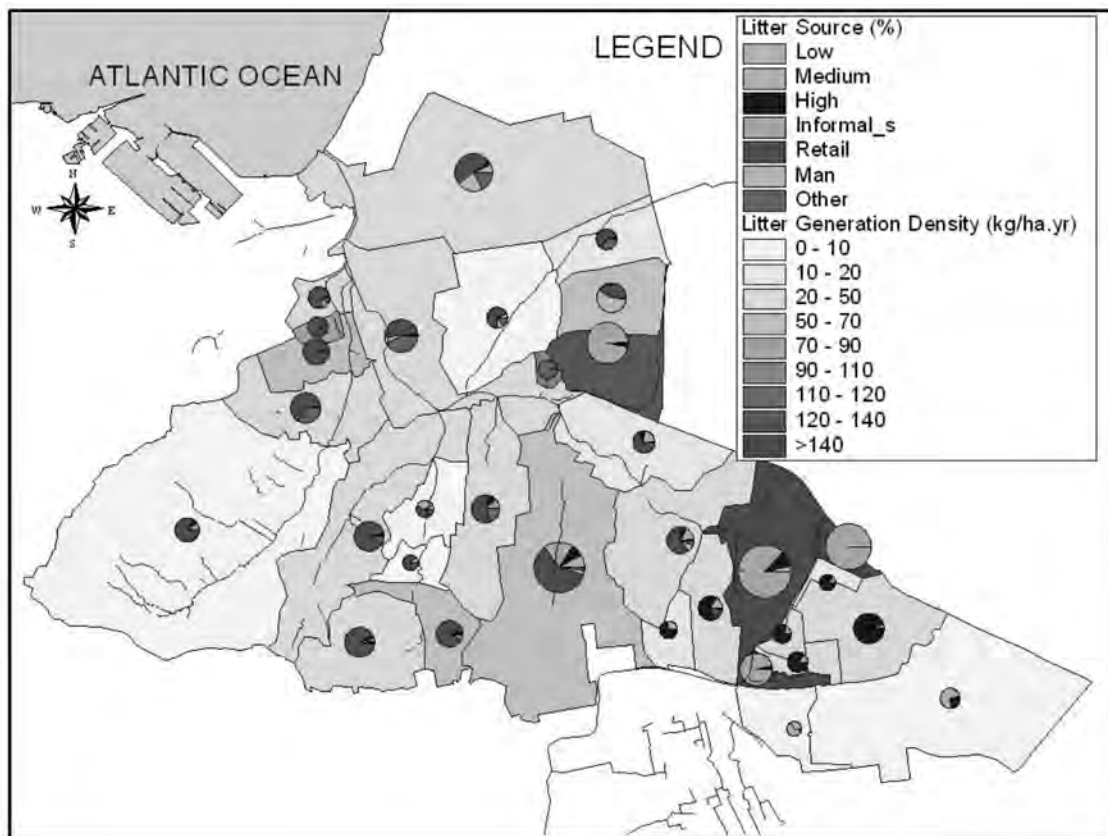 ATLANTIC OCEAN
N
W E
S
LEGEND
Litter Source (%)
Low
Medium
High
Informal_s
Retail
Man
Other
Litter Generation Density (kg/ha.yr)
0 - 10
10 - 20
20 - 50
50 - 70
70 - 90
90 - 110
110 - 120
120 - 140
>140